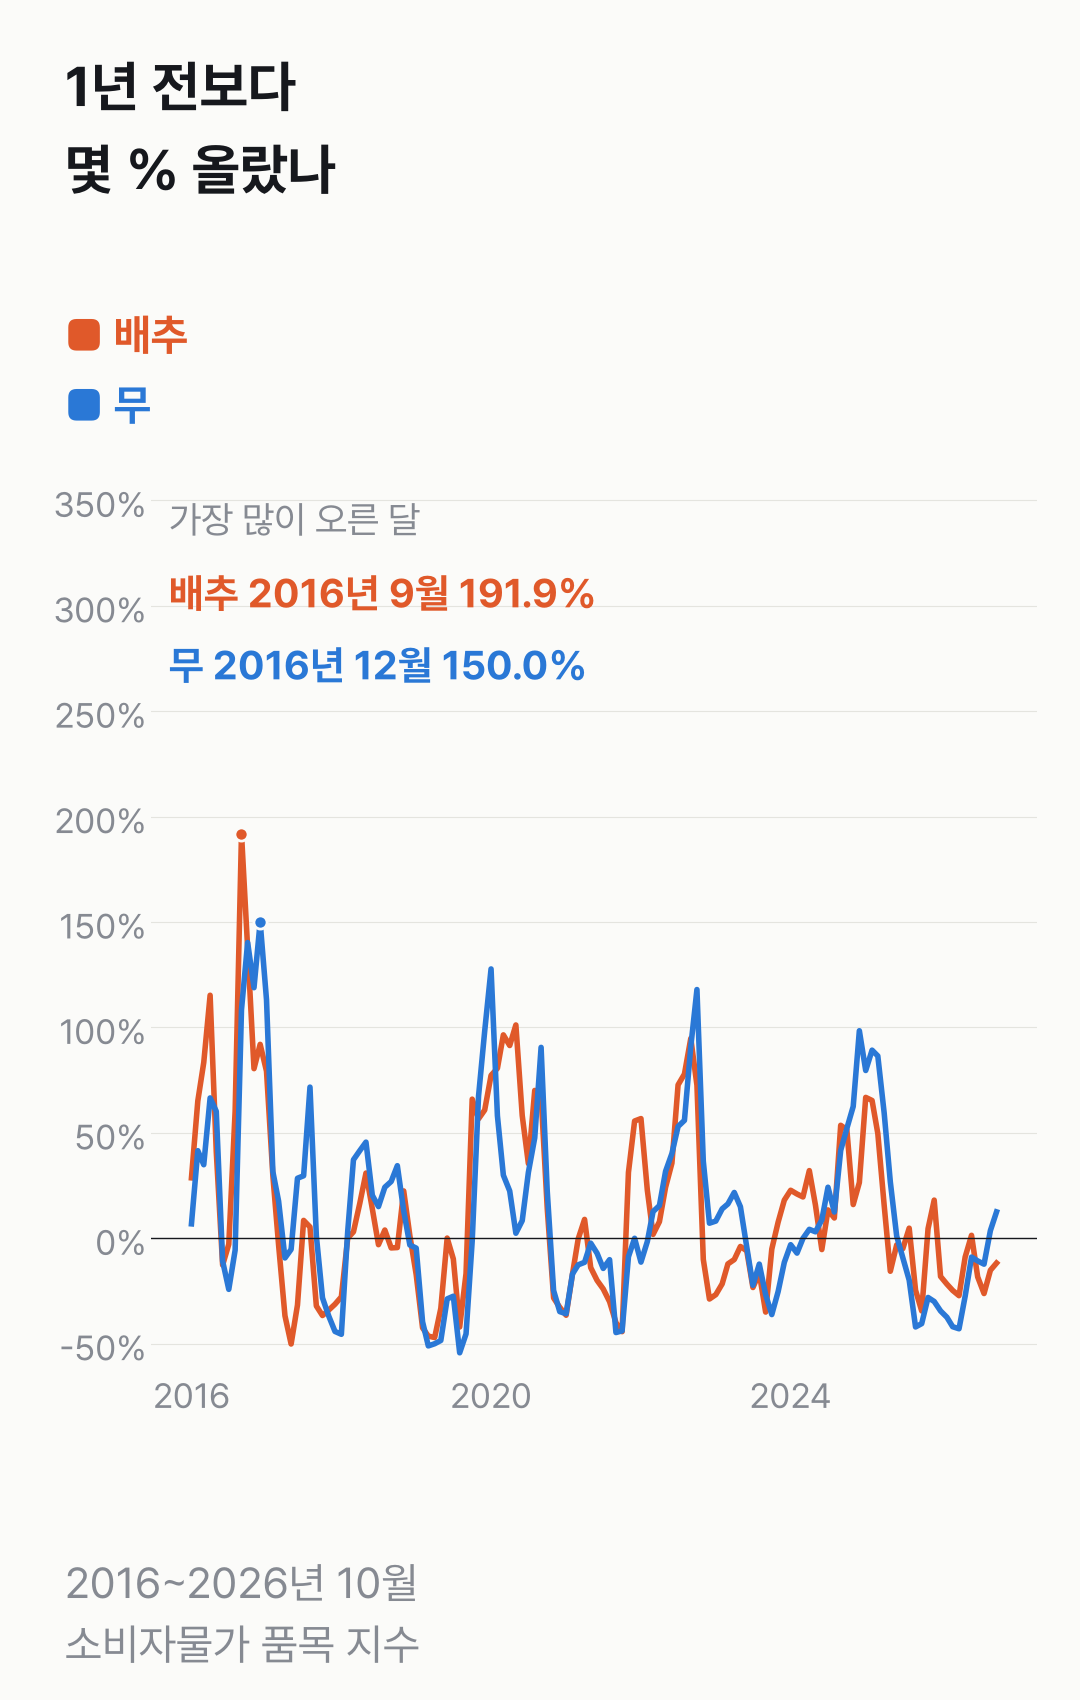 1년 전보다
몇 % 올랐나
배추
무
350%
가장 많이 오른 달
배추 2016년 9월 191.9%
300%
무 2016년 12월 150.0%
250%
200%
150%
100%
50%
0%
-50%
2016 2020 2024
2016~2026년 10월
소비자물가 품목 지수